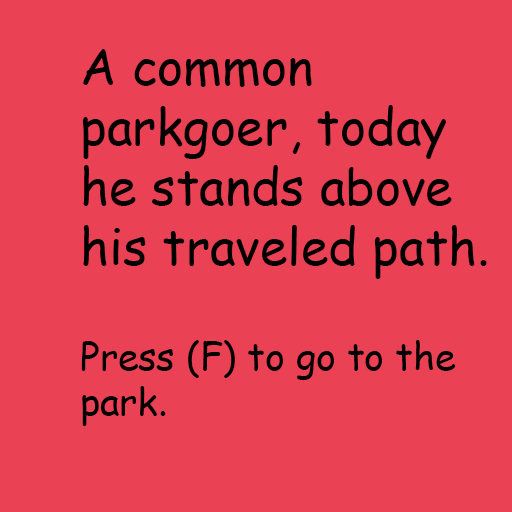 A common
parkgoer, today
he stands above
his traveled path.
Press (F) to go to the
park.